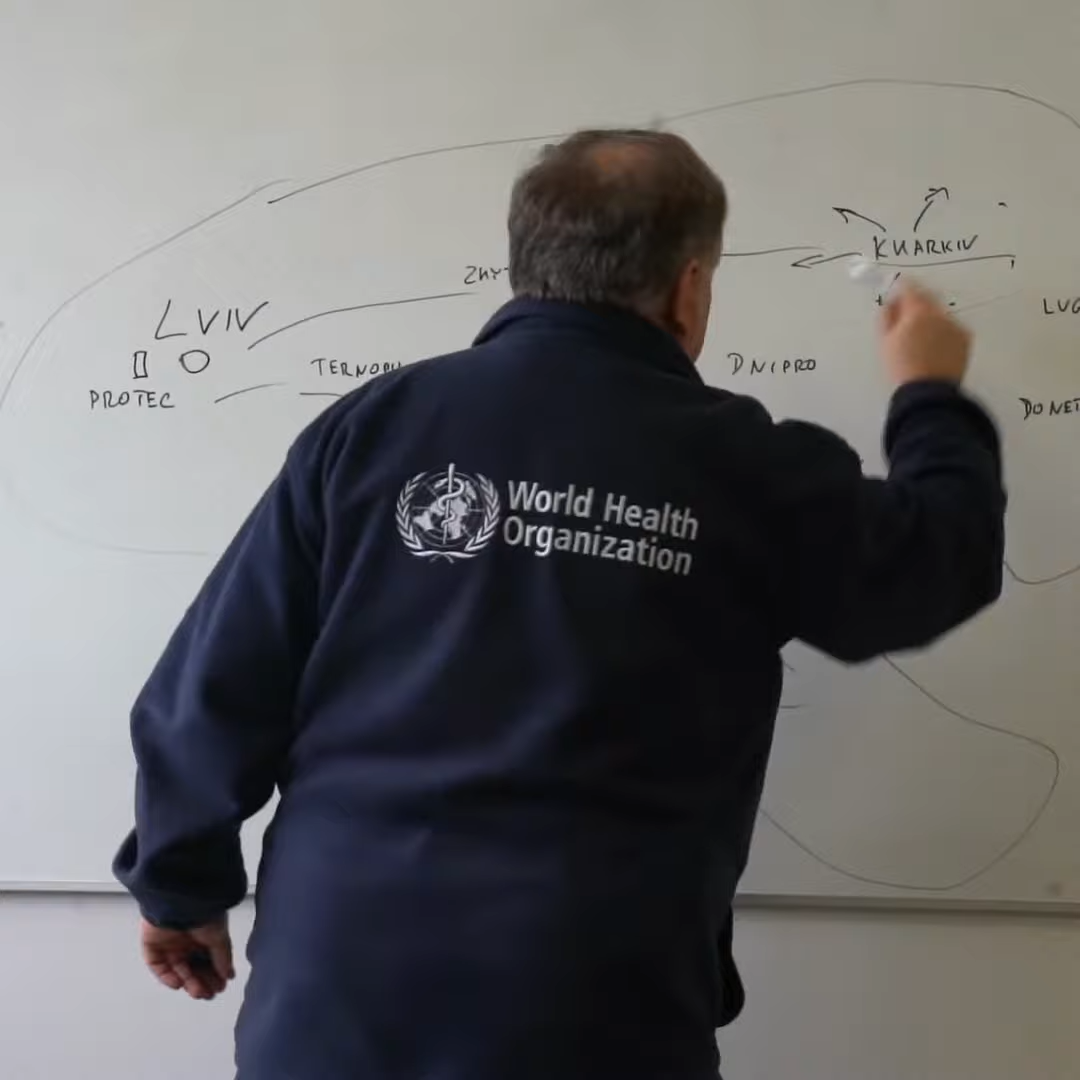 KHARKIV
ZHYT
LVIV
LUG
TERNOPI
DNIPRO
PROTEC
DONET
World Health
Organization